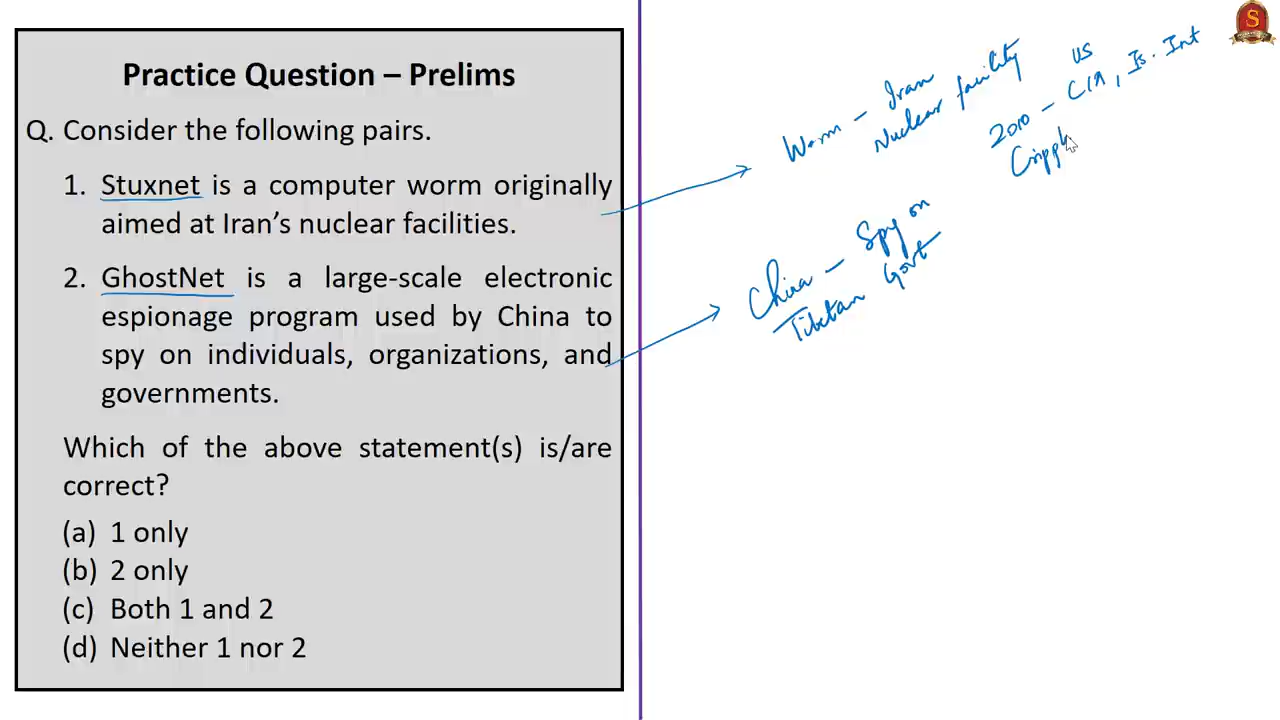 Practice Question – Prelims
Q. Consider the following pairs.
1. Stuxnet is a computer worm originally
aimed at Iran's nuclear facilities.
2. GhostNet is a large-scale electronic
espionage program used by China to
spy on individuals, organizations, and
governments.
Which of the above statement(s) is/are
correct?
(a) 1 only
(b) 2 only
(c) Both 1 and 2
(d) Neither 1 nor 2
Worm – Iran
Nuclear facility
US
2010 – CIA, Is. Int
Crippl
China – Spy on
Tibetan Govt
S